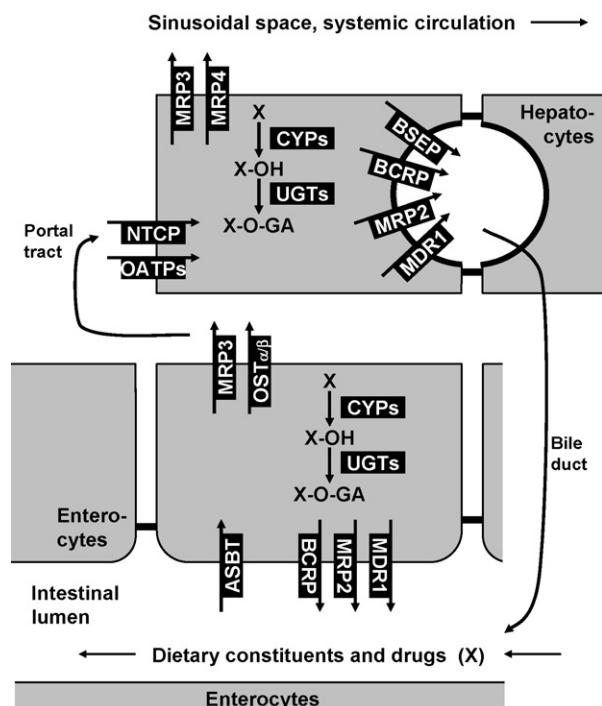 Sinusoidal space, systemic circulation
MRP3
MRP4
Hepato-
cytes
X
CYPs
X-OH
UGTs
X-O-GA
BSEP
BCRP
MRP2
MDR1
Portal
tract
NTCP
OATPs
MRP3
OSTα/β
X
CYPs
X-OH
UGTs
X-O-GA
Bile
duct
Entero-
cytes
ASBT
BCRP
MRP2
MDR1
Intestinal
lumen
Dietary constituents and drugs (X)
Enterocytes